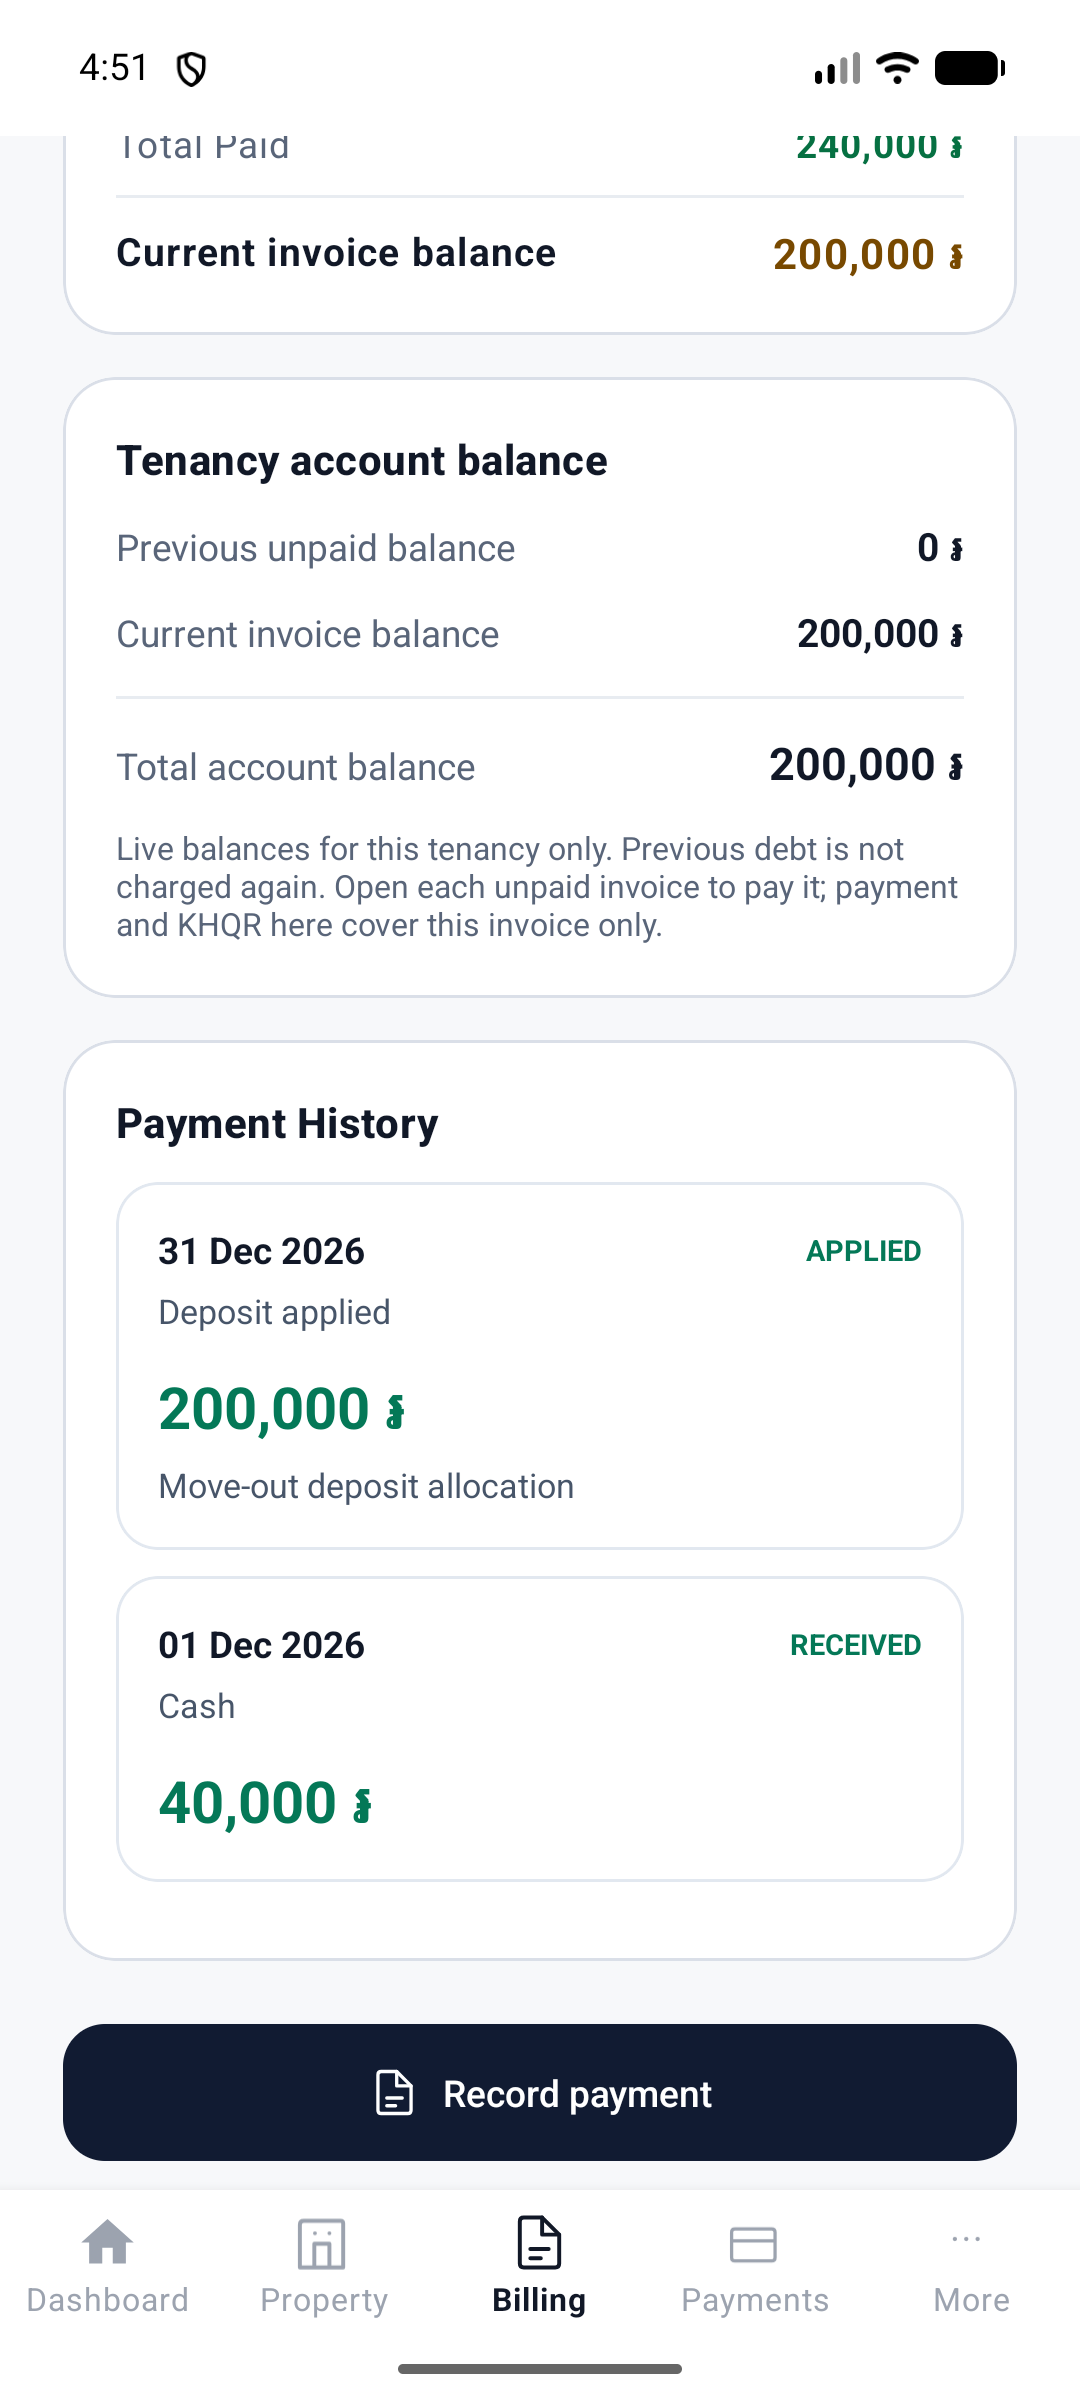 4:51
Total Paid 240,000 ៛
Current invoice balance 200,000 ៛
Tenancy account balance
Previous unpaid balance 0 ៛
Current invoice balance 200,000 ៛
Total account balance 200,000 ៛
Live balances for this tenancy only. Previous debt is not
charged again. Open each unpaid invoice to pay it; payment
and KHQR here cover this invoice only.
Payment History
31 Dec 2026 APPLIED
Deposit applied
200,000 ៛
Move-out deposit allocation
01 Dec 2026 RECEIVED
Cash
40,000 ៛
Record payment
Dashboard Property Billing Payments More